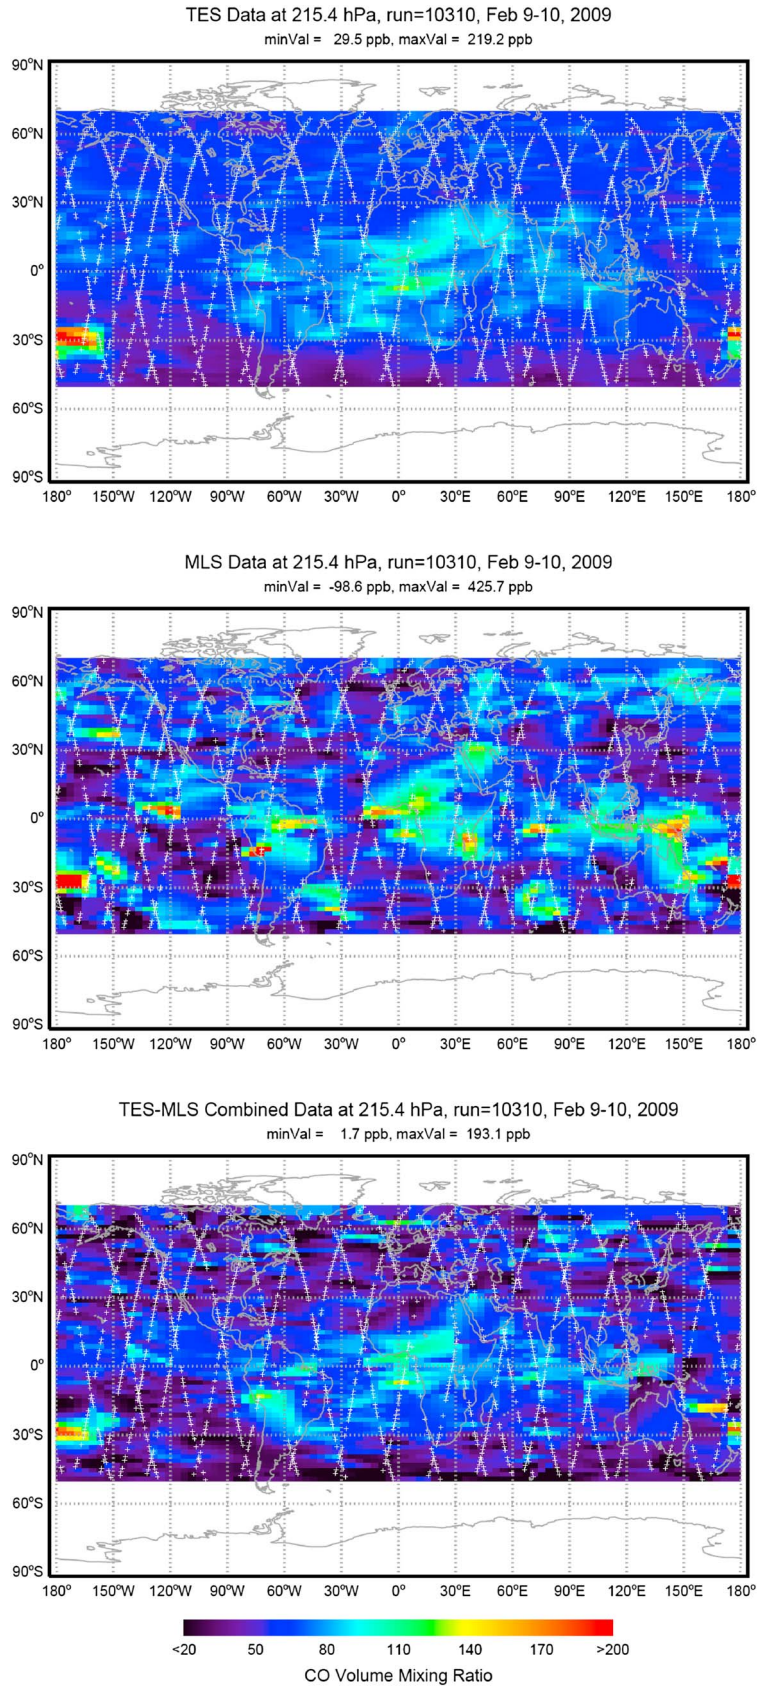 TES Data at 215.4 hPa, run=10310, Feb 9-10, 2009
minVal = 29.5 ppb, maxVal = 219.2 ppb
90°N
60°N
30°N
0°
30°S
60°S
90°S
180° 150°W 120°W 90°W 60°W 30°W 0° 30°E 60°E 90°E 120°E 150°E 180°
MLS Data at 215.4 hPa, run=10310, Feb 9-10, 2009
minVal = -98.6 ppb, maxVal = 425.7 ppb
90°N
60°N
30°N
0°
30°S
60°S
90°S
180° 150°W 120°W 90°W 60°W 30°W 0° 30°E 60°E 90°E 120°E 150°E 180°
TES-MLS Combined Data at 215.4 hPa, run=10310, Feb 9-10, 2009
minVal = 1.7 ppb, maxVal = 193.1 ppb
90°N
60°N
30°N
0°
30°S
60°S
90°S
180° 150°W 120°W 90°W 60°W 30°W 0° 30°E 60°E 90°E 120°E 150°E 180°
<20 50 80 110 140 170 >200
CO Volume Mixing Ratio